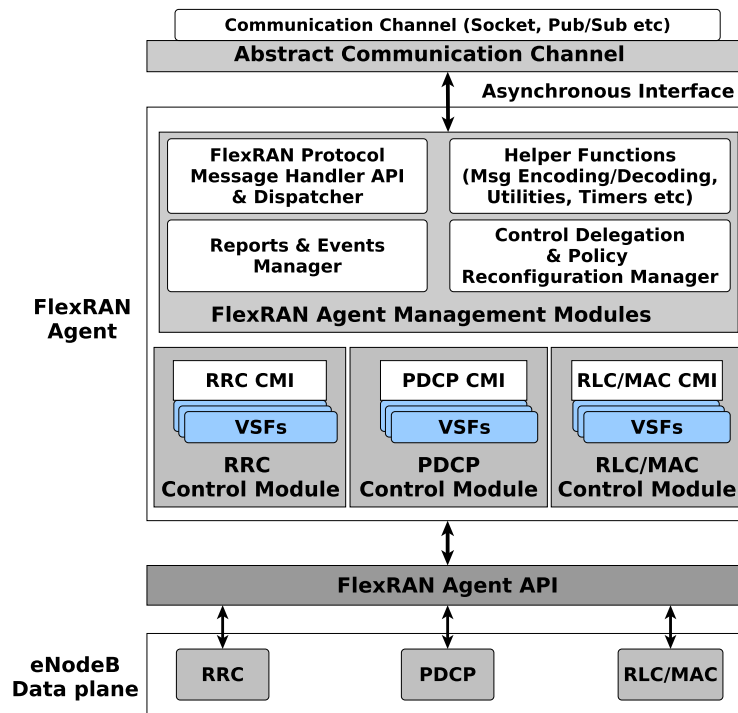 Communication Channel (Socket, Pub/Sub etc)
Abstract Communication Channel
Asynchronous Interface
FlexRAN Protocol
Message Handler API
& Dispatcher
Helper Functions
(Msg Encoding/Decoding,
Utilities, Timers etc)
Reports & Events
Manager
Control Delegation
& Policy
Reconfiguration Manager
FlexRAN Agent Management Modules
FlexRAN
Agent
RRC CMI
VSFs
RRC
Control Module
PDCP CMI
VSFs
PDCP
Control Module
RLC/MAC CMI
VSFs
RLC/MAC
Control Module
FlexRAN Agent API
eNodeB
Data plane
RRC
PDCP
RLC/MAC